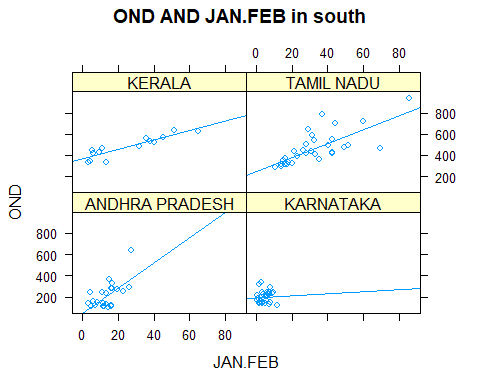 OND AND JAN.FEB in south
0 20 40 60 80
KERALA TAMIL NADU
800
600
400
200
ANDHRA PRADESH KARNATAKA
800
600
400
200
0 20 40 60 80
OND
JAN.FEB